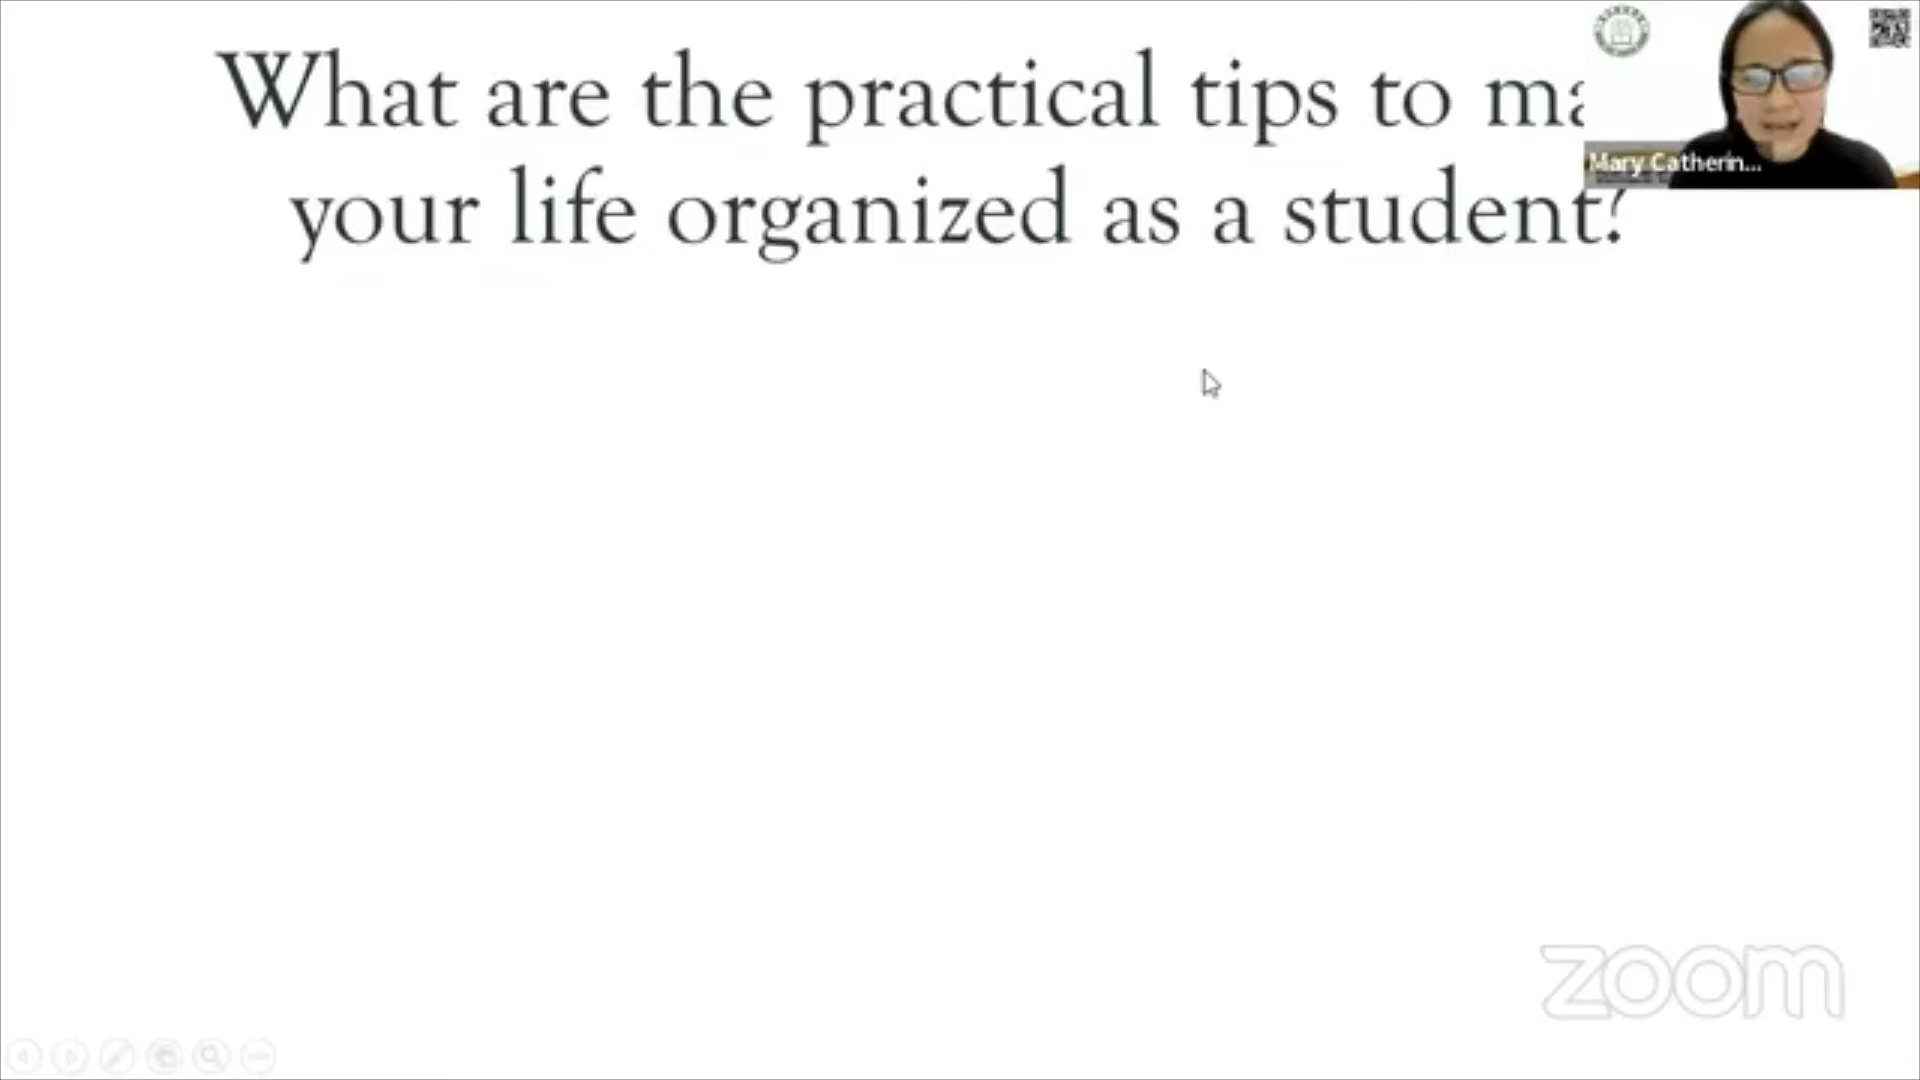 What are the practical tips to ma
your life organized as a student?
Mary Catherin...
zoom